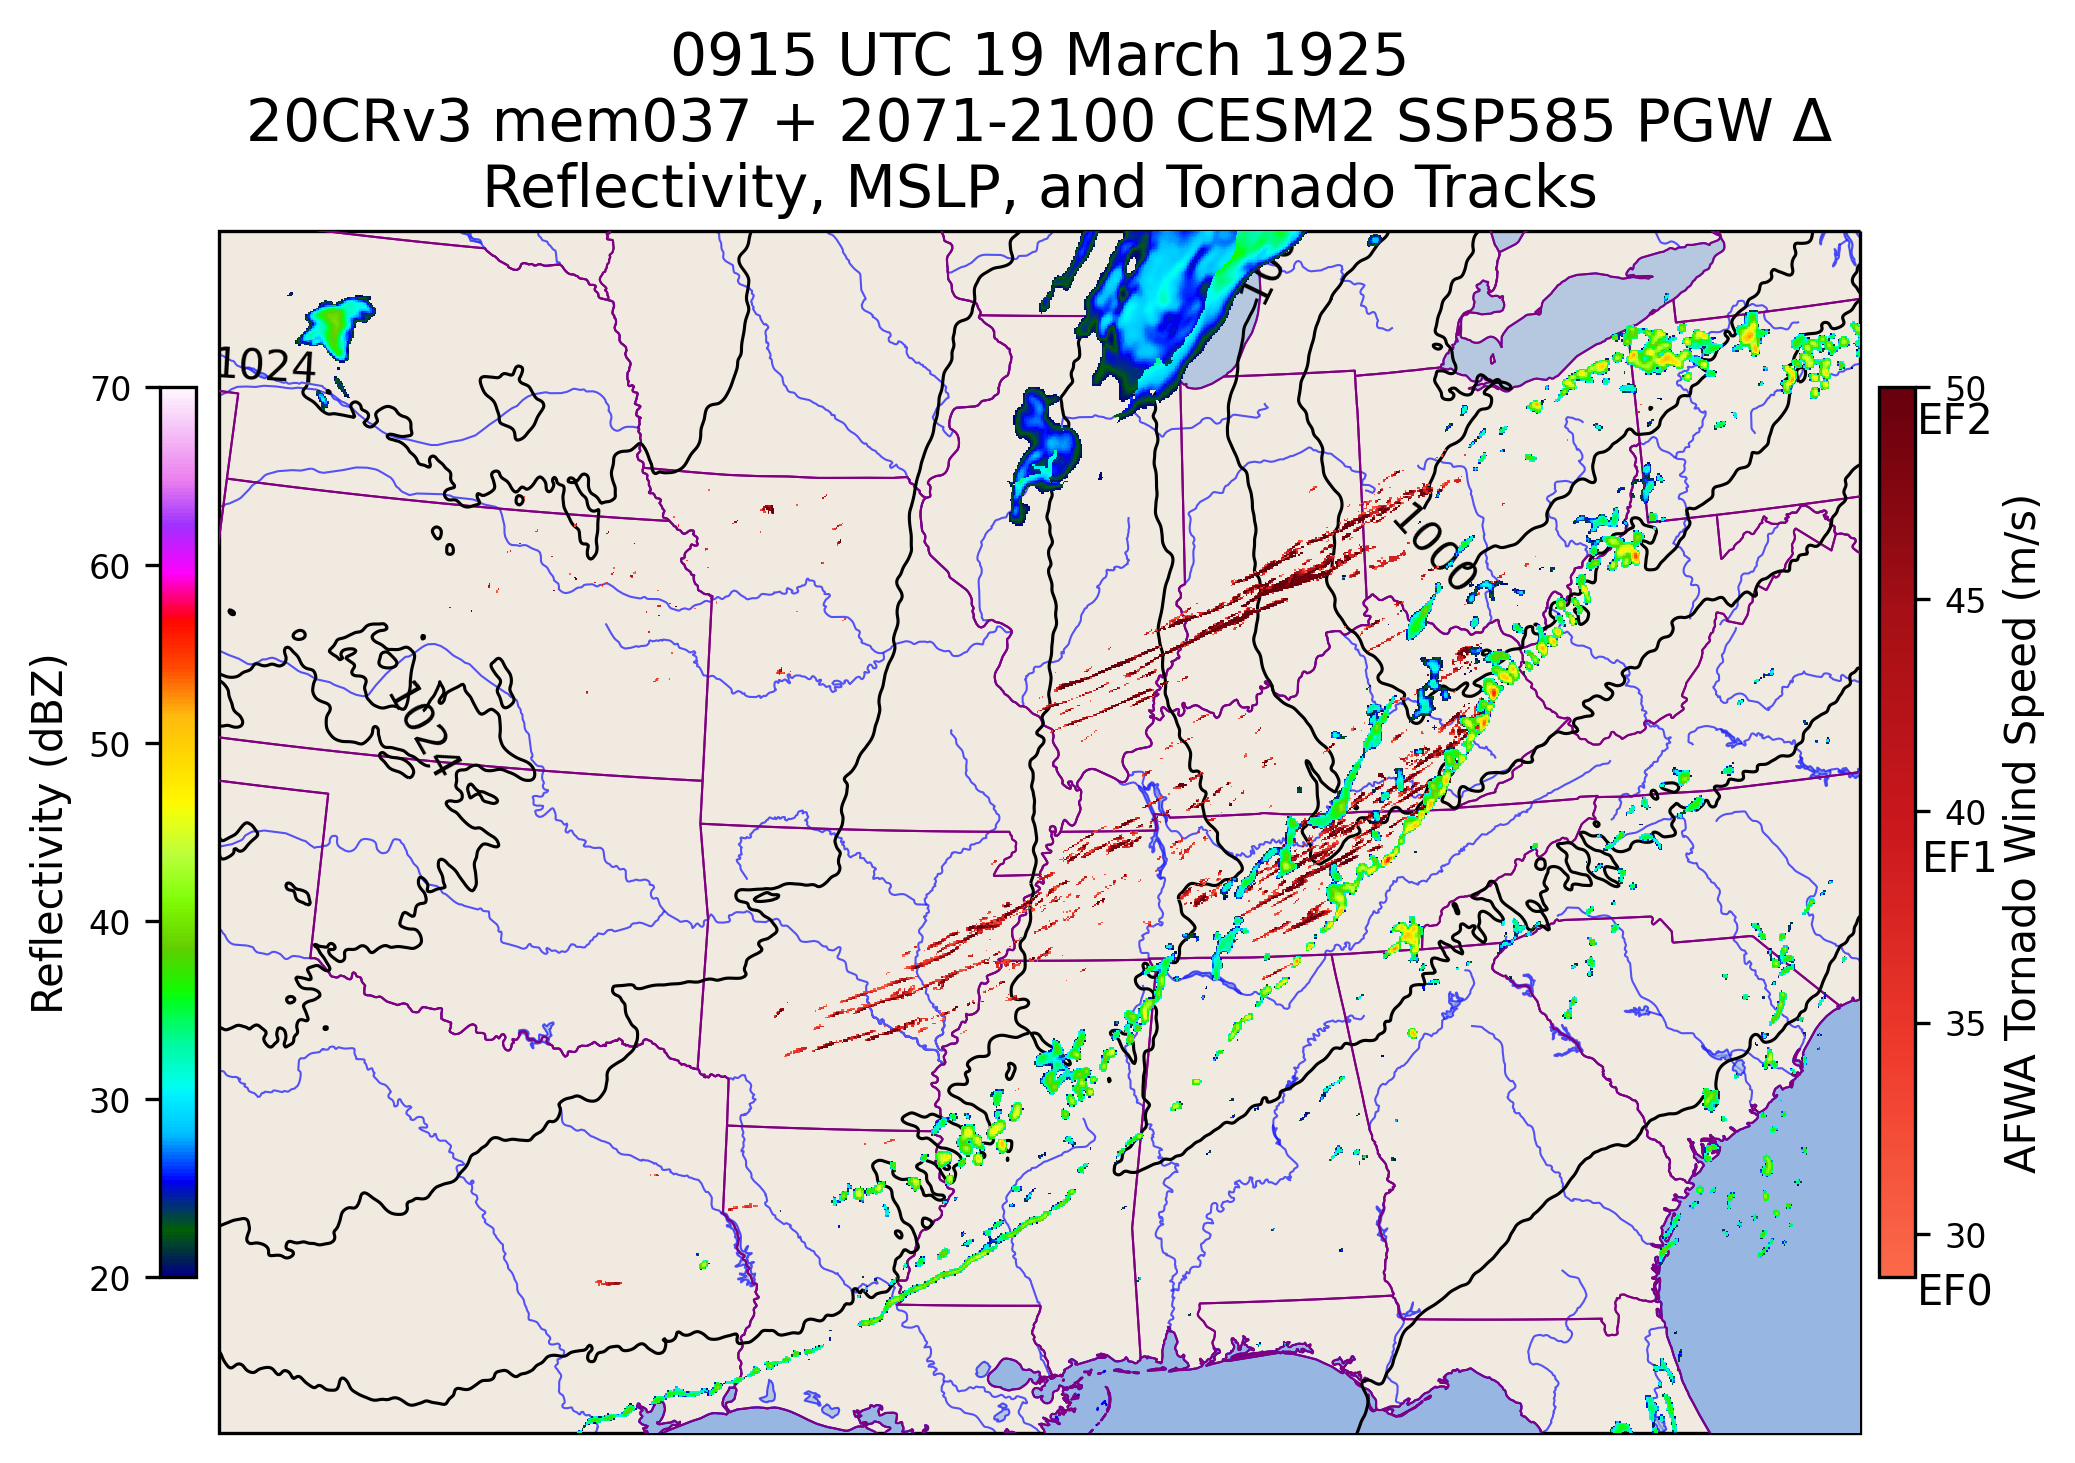 0915 UTC 19 March 1925
20CRv3 mem037 + 2071-2100 CESM2 SSP585 PGW Δ
Reflectivity, MSLP, and Tornado Tracks
1024
1024
1000
70
60
50
40
30
20
Reflectivity (dBZ)
50
EF2
45
40
EF1
35
30
EF0
AFWA Tornado Wind Speed (m/s)